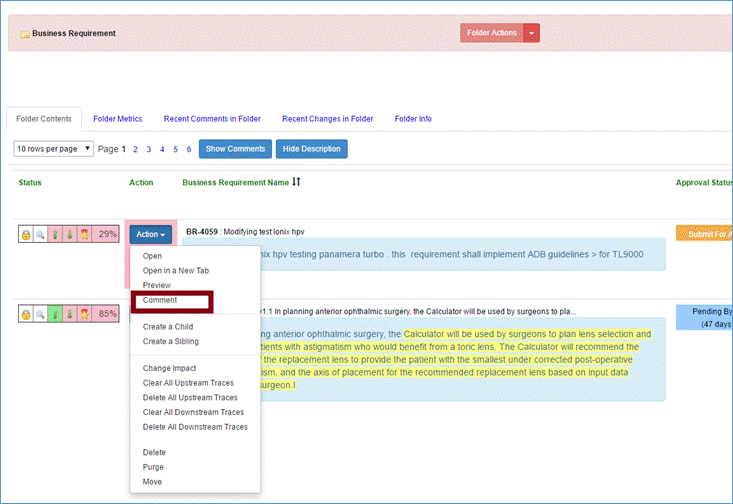 Business Requirement
Folder Actions
Folder Contents
Folder Metrics
Recent Comments in Folder
Recent Changes in Folder
Folder Info
10 rows per page
Page 1 2 3 4 5 6
Show Comments
Hide Description
Status
Action
Business Requirement Name
Approval Status
29%
Action
BR-4059 : Modifying test Ionix hpv
Submit For A
nix hpv testing panamera turbo . this requirement shall implement ADB guidelines > for TL9000
Open
Open in a New Tab
Preview
Comment
Create a Child
Create a Sibling
Change Impact
Clear All Upstream Traces
Delete All Upstream Traces
Clear All Downstream Traces
Delete All Downstream Traces
Delete
Purge
Move
85%
1.1 In planning anterior ophthalmic surgery, the Calculator will be used by surgeons to pla...
Pending By
(47 days
ng anterior ophthalmic surgery, the Calculator will be used by surgeons to plan lens selection and
tients with astigmatism who would benefit from a toric lens. The Calculator will recommend the
f the replacement lens to provide the patient with the smallest under corrected post-operative
ism, and the axis of placement for the recommended replacement lens based on input data
surgeon.I